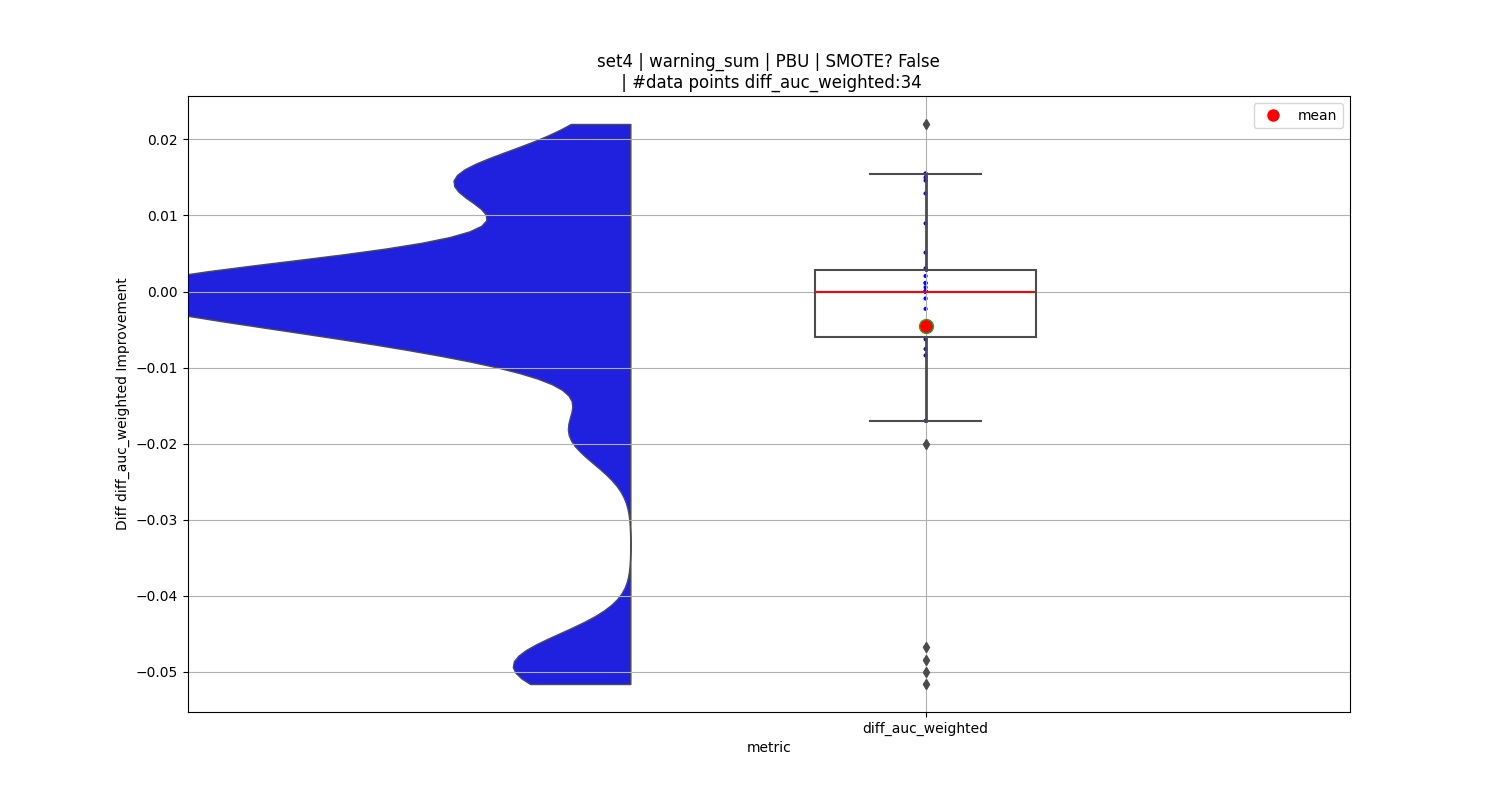 set4 | warning_sum | PBU | SMOTE? False
| #data points diff_auc_weighted:34
mean
0.02
0.01
0.00
−0.01
−0.02
−0.03
−0.04
−0.05
Diff diff_auc_weighted Improvement
diff_auc_weighted
metric